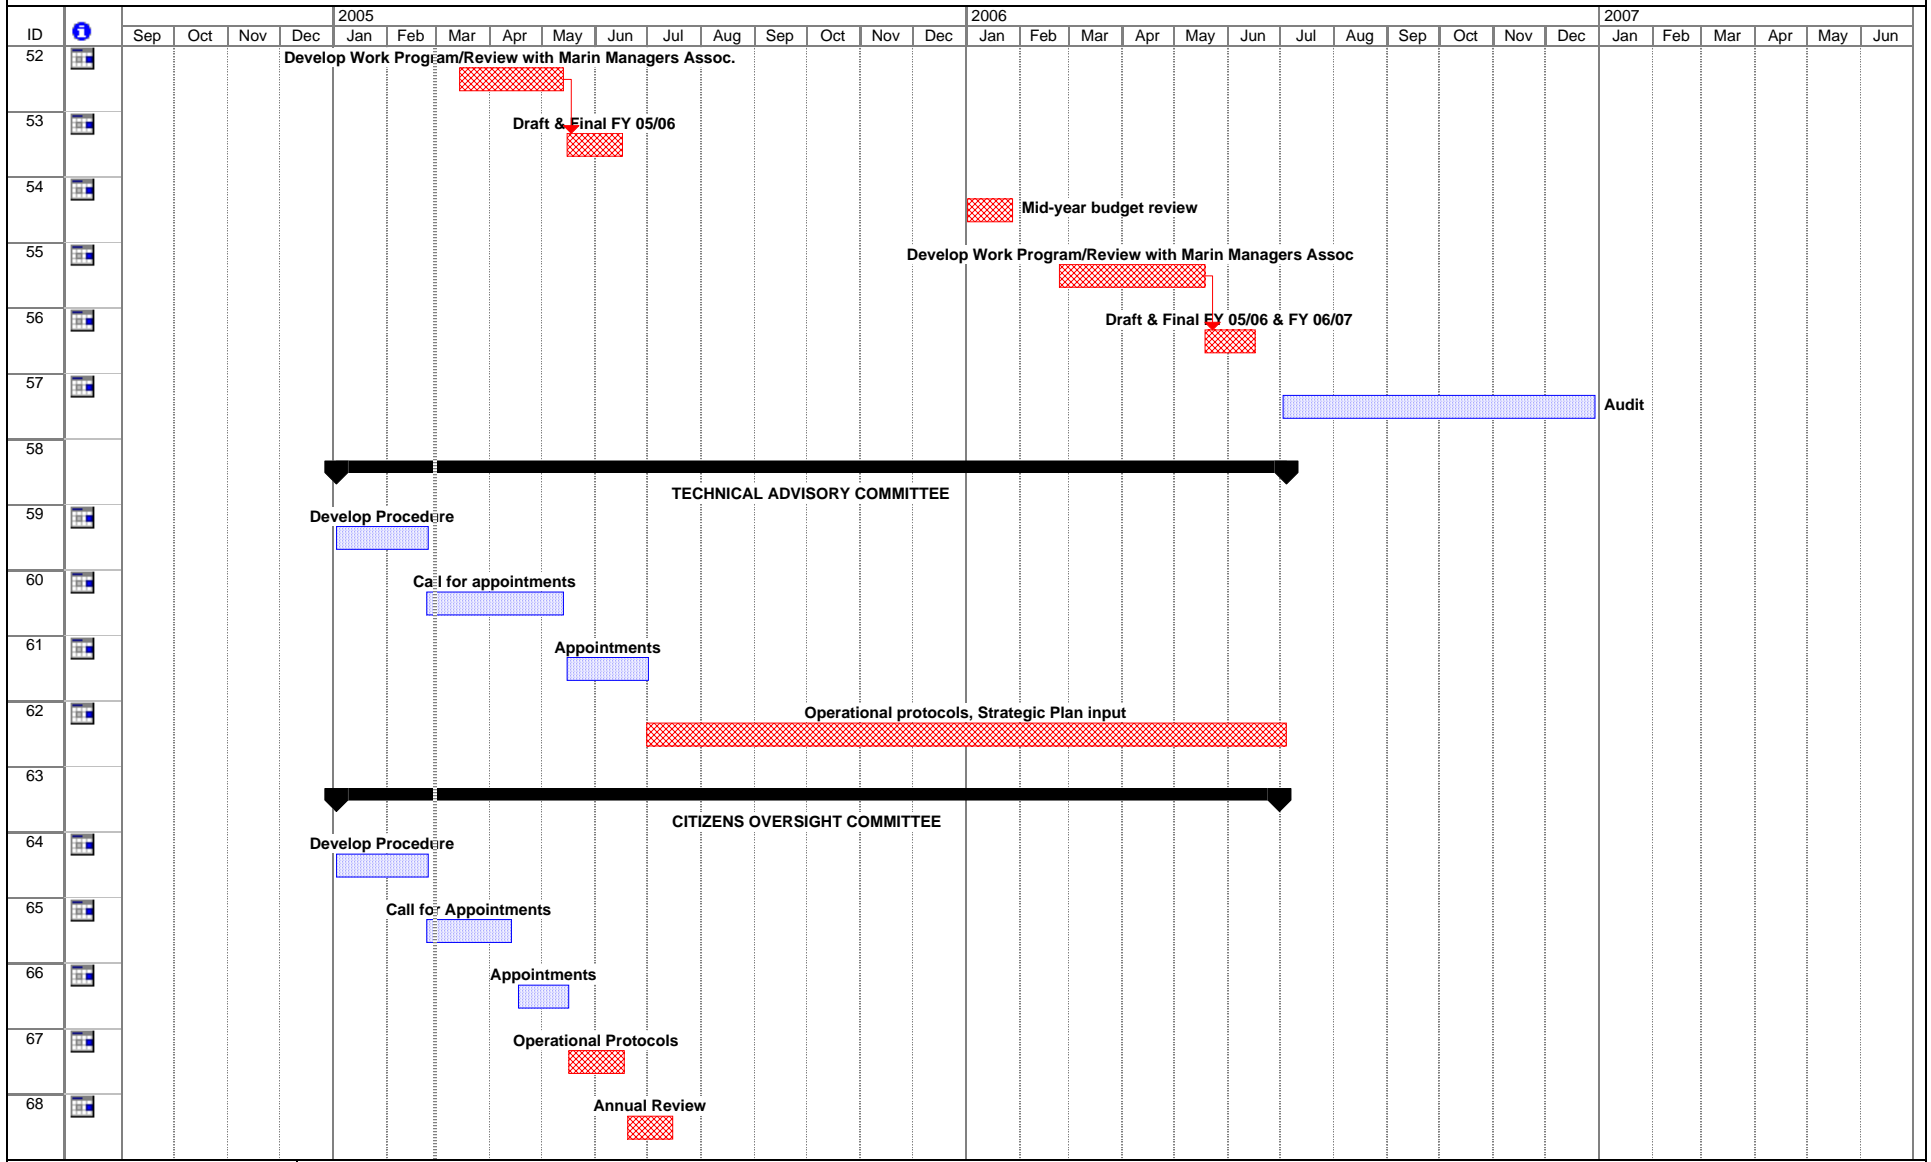 2005 2006 2007
ID Sep Oct Nov Dec Jan Feb Mar Apr May Jun Jul Aug Sep Oct Nov Dec Jan Feb Mar Apr May Jun Jul Aug Sep Oct Nov Dec Jan Feb Mar Apr May Jun
52 Develop Work Program/Review with Marin Managers Assoc.
53 Draft & Final FY 05/06
54 Mid-year budget review
55 Develop Work Program/Review with Marin Managers Assoc
56 Draft & Final FY 05/06 & FY 06/07
57 Audit
58
TECHNICAL ADVISORY COMMITTEE
59 Develop Procedure
60 Call for appointments
61 Appointments
62 Operational protocols, Strategic Plan input
63
CITIZENS OVERSIGHT COMMITTEE
64 Develop Procedure
65 Call for Appointments
66 Appointments
67 Operational Protocols
68 Annual Review